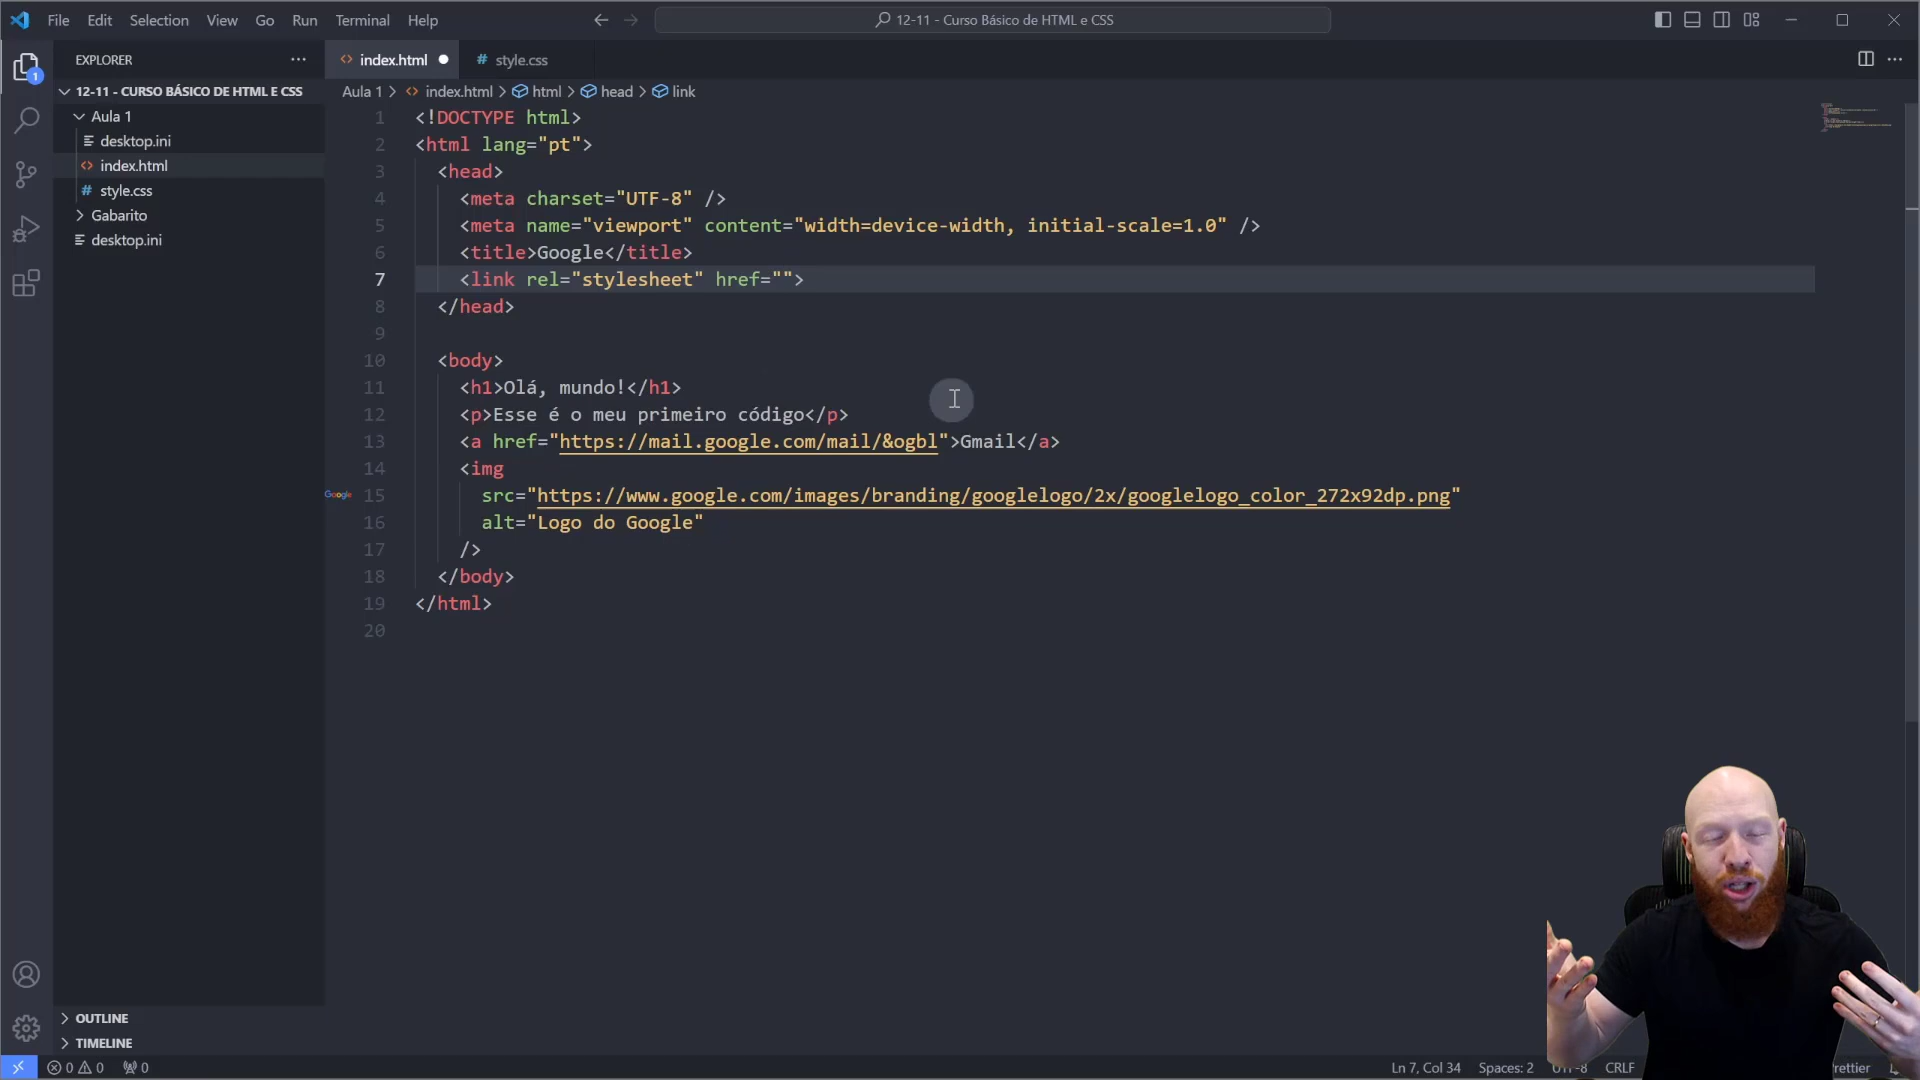 File Edit Selection View Go Run Terminal Help
12-11 - Curso Básico de HTML e CSS
EXPLORER
index.html
style.css
1
12-11 - CURSO BÁSICO DE HTML E CSS
Aula 1 > index.html > html > head > link
Aula 1
desktop.ini
index.html
style.css
Gabarito
desktop.ini
1 <!DOCTYPE html>
2 <html lang="pt">
3 <head>
4 <meta charset="UTF-8" />
5 <meta name="viewport" content="width=device-width, initial-scale=1.0" />
6 <title>Google</title>
7 <link rel="stylesheet" href="">
8 </head>
9
10 <body>
11 <h1>Olá, mundo!</h1>
12 <p>Esse é o meu primeiro código</p>
13 <a href="https://mail.google.com/mail/&ogbl">Gmail</a>
14 <img
Google 15 src="https://www.google.com/images/branding/googlelogo/2x/googlelogo_color_272x92dp.png"
16 alt="Logo do Google"
17 />
18 </body>
19 </html>
20
OUTLINE
TIMELINE
0 0 0
Ln 7, Col 34 Spaces: 2 UTF-8 CRLF rettier